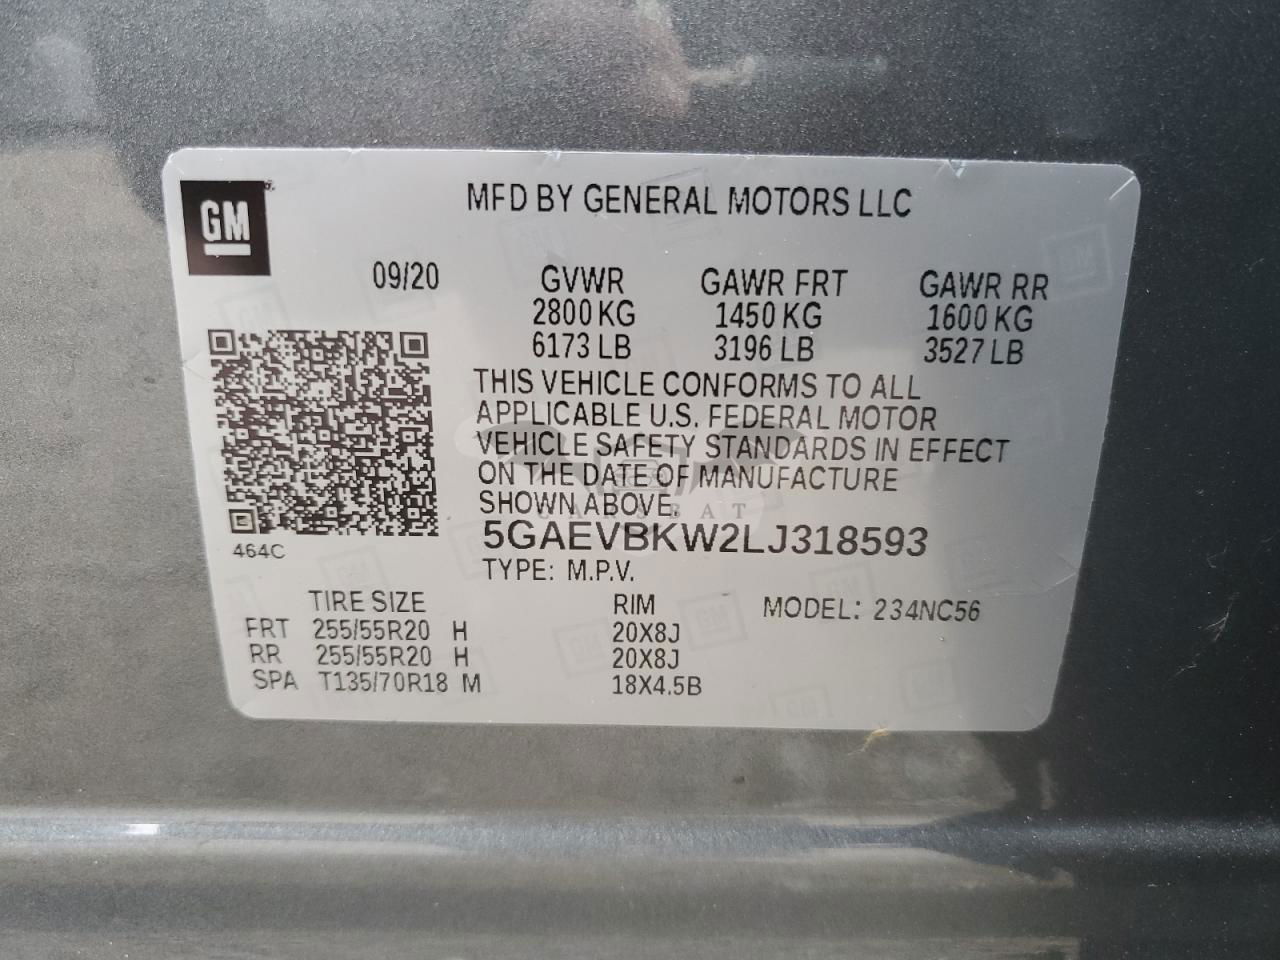 GM
MFD BY GENERAL MOTORS LLC
09/20 GVWR GAWR FRT GAWR RR
2800 KG 1450 KG 1600 KG
6173 LB 3196 LB 3527 LB
THIS VEHICLE CONFORMS TO ALL
APPLICABLE U.S. FEDERAL MOTOR
VEHICLE SAFETY STANDARDS IN EFFECT
ON THE DATE OF MANUFACTURE
SHOWN ABOVE.
CARSBAT
5GAEVBKW2LJ318593
464C
TYPE: M.P.V.
TIRE SIZE RIM MODEL: 234NC56
FRT 255/55R20 H 20X8J
RR 255/55R20 H 20X8J
SPA T135/70R18 M 18X4.5B